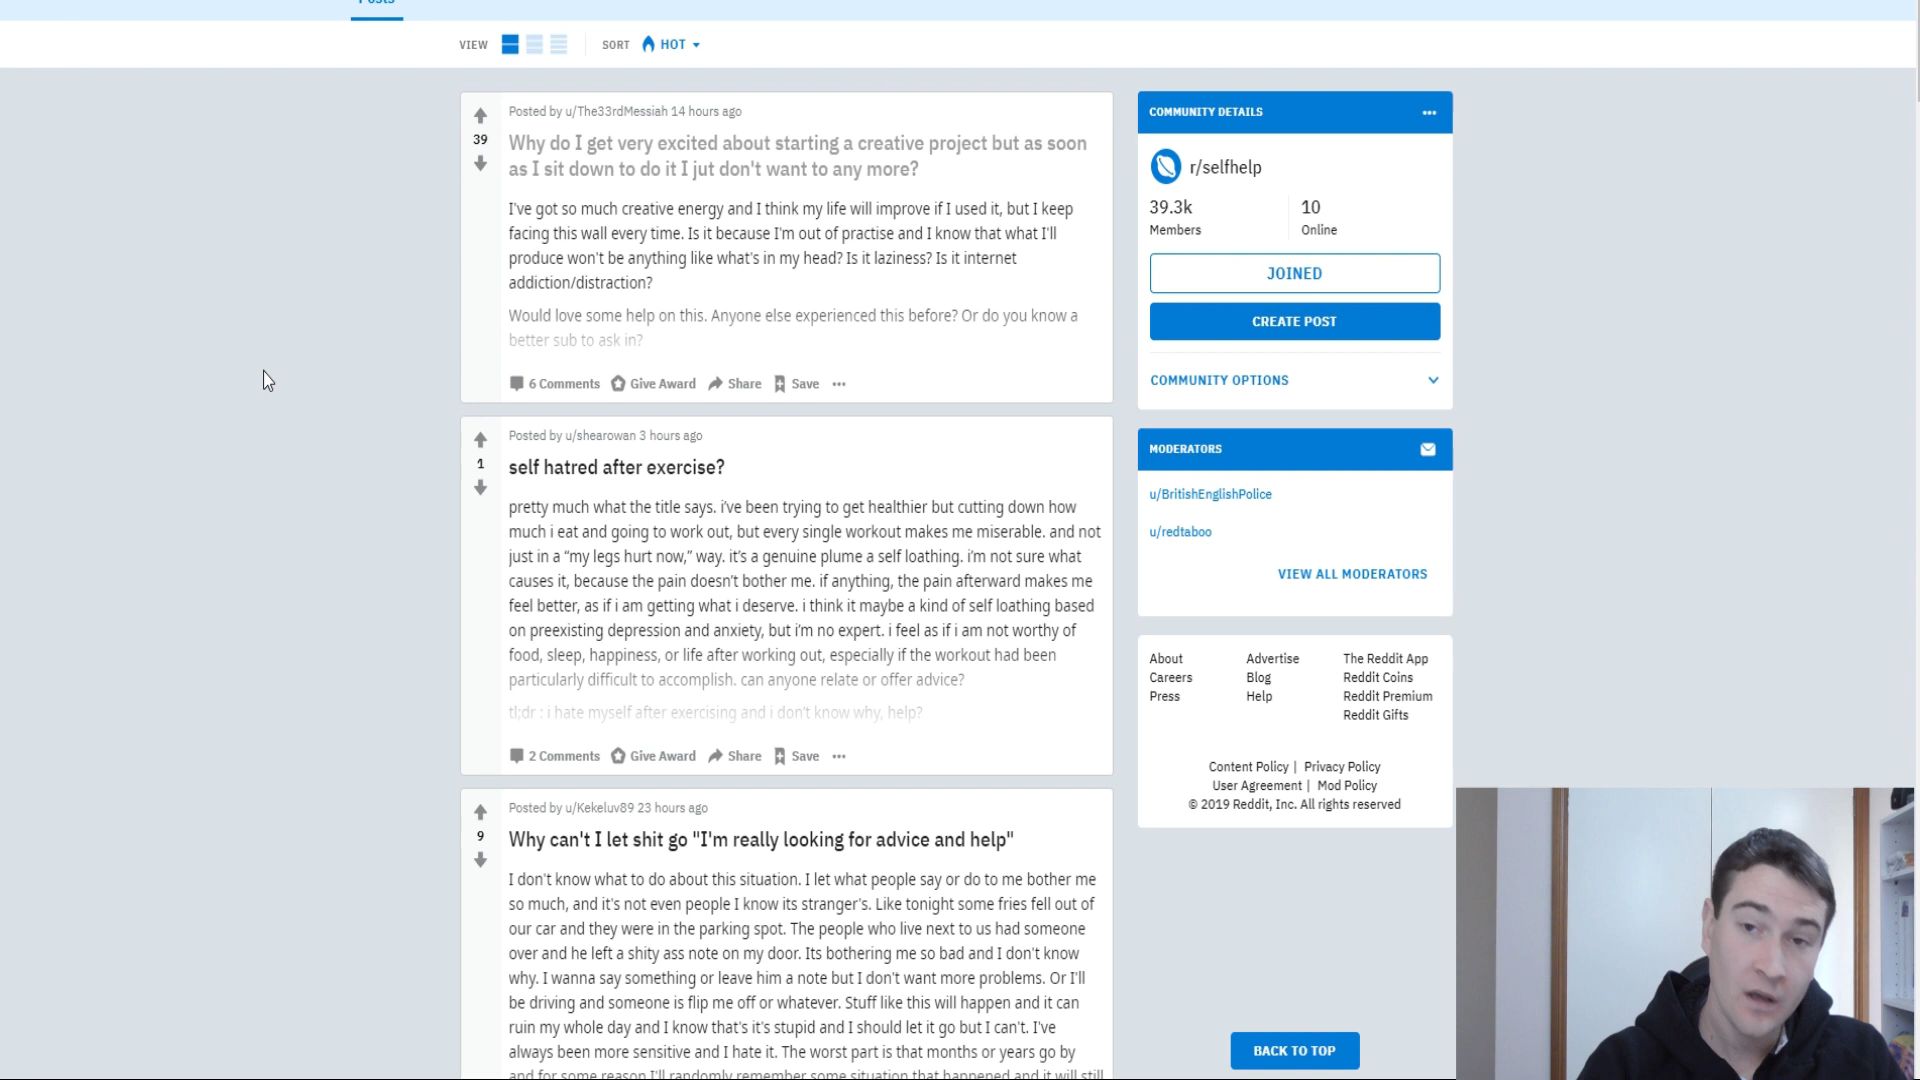 Posts
VIEW
SORT
HOT
Posted by u/The33rdMessiah 14 hours ago
39
Why do I get very excited about starting a creative project but as soon
as I sit down to do it I jut don't want to any more?
I've got so much creative energy and I think my life will improve if I used it, but I keep
facing this wall every time. Is it because I'm out of practise and I know that what I'll
produce won't be anything like what's in my head? Is it laziness? Is it internet
addiction/distraction?
Would love some help on this. Anyone else experienced this before? Or do you know a
better sub to ask in?
6 Comments Give Award Share Save
Posted by u/shearowan 3 hours ago
1
self hatred after exercise?
pretty much what the title says. i've been trying to get healthier but cutting down how
much i eat and going to work out, but every single workout makes me miserable. and not
just in a “my legs hurt now,” way. it's a genuine plume a self loathing. i'm not sure what
causes it, because the pain doesn't bother me. if anything, the pain afterward makes me
feel better, as if i am getting what i deserve. i think it maybe a kind of self loathing based
on preexisting depression and anxiety, but i'm no expert. i feel as if i am not worthy of
food, sleep, happiness, or life after working out, especially if the workout had been
particularly difficult to accomplish. can anyone relate or offer advice?
tl;dr : i hate myself after exercising and i don't know why, help?
2 Comments Give Award Share Save
Posted by u/Kekeluv89 23 hours ago
9
Why can't I let shit go "I'm really looking for advice and help"
I don't know what to do about this situation. I let what people say or do to me bother me
so much, and it's not even people I know its stranger's. Like tonight some fries fell out of
our car and they were in the parking spot. The people who live next to us had someone
over and he left a shity ass note on my door. Its bothering me so bad and I don't know
why. I wanna say something or leave him a note but I don't want more problems. Or I'll
be driving and someone is flip me off or whatever. Stuff like this will happen and it can
ruin my whole day and I know that's it's stupid and I should let it go but I can't. I've
always been more sensitive and I hate it. The worst part is that months or years go by
and for some reason I'll randomly remember some situation that happened and it will still
COMMUNITY DETAILS
r/selfhelp
39.3k 10
Members Online
JOINED
CREATE POST
COMMUNITY OPTIONS
MODERATORS
u/BritishEnglishPolice
u/redtaboo
VIEW ALL MODERATORS
About Advertise The Reddit App
Careers Blog Reddit Coins
Press Help Reddit Premium
Reddit Gifts
Content Policy | Privacy Policy
User Agreement | Mod Policy
© 2019 Reddit, Inc. All rights reserved
BACK TO TOP